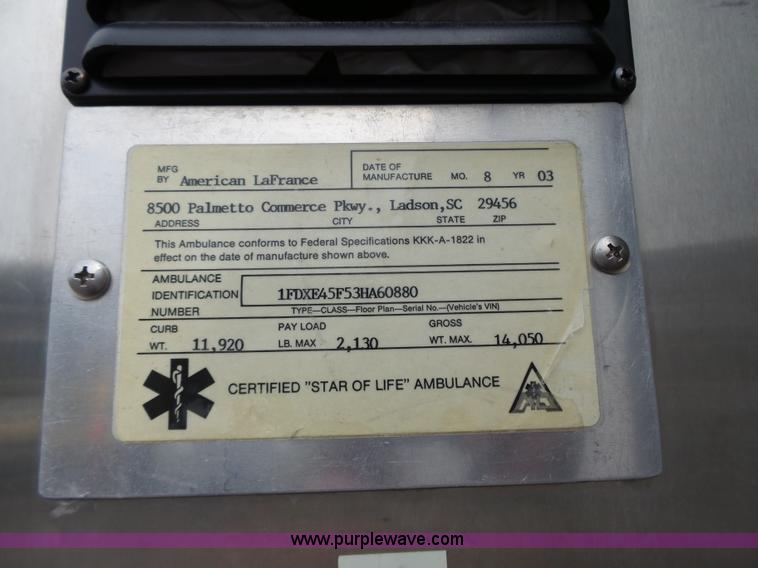 MFG BY American LaFrance DATE OF MANUFACTURE MO. 8 YR 03
8500 Palmetto Commerce Pkwy., Ladson,SC 29456
ADDRESS CITY STATE ZIP
This Ambulance conforms to Federal Specifications KKK-A-1822 in
effect on the date of manufacture shown above.
AMBULANCE
IDENTIFICATION 1FDXE45F53HA60880
NUMBER TYPE—CLASS—Floor Plan—Serial No.—(Vehicle's VIN)
CURB PAY LOAD GROSS
WT. 11,920 LB. MAX 2,130 WT. MAX. 14,050
CERTIFIED "STAR OF LIFE" AMBULANCE
www.purplewave.com